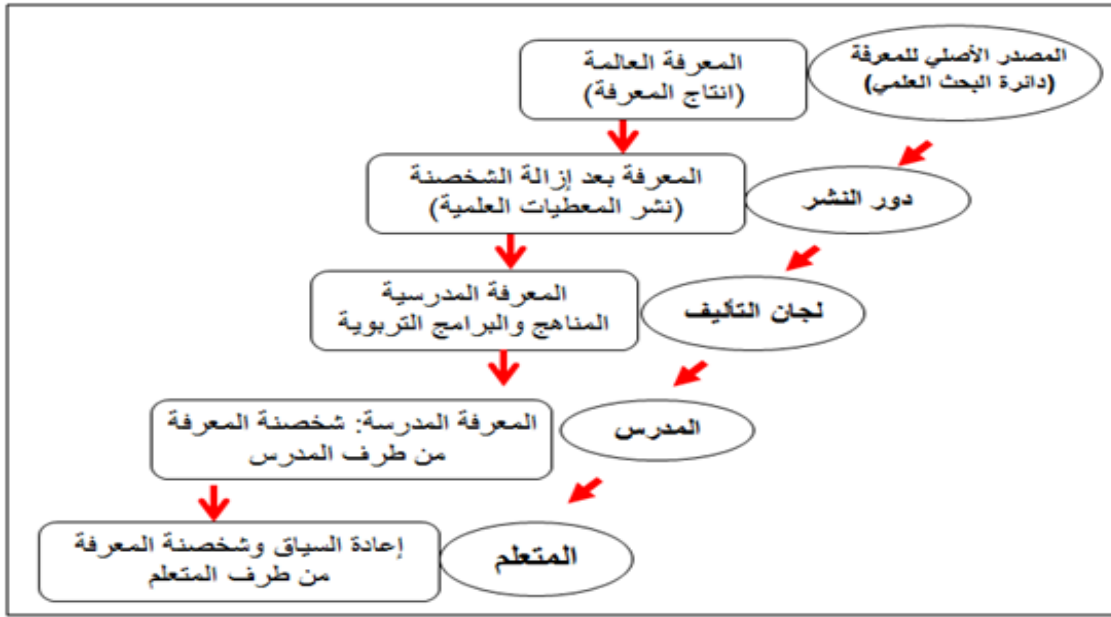 المصدر الأصلي للمعرفة
(دائرة البحث العلمي)
المعرفة العالمة
(انتاج المعرفة)
دور النشر
المعرفة بعد إزالة الشخصنة
(نشر المعطيات العلمية)
لجان التأليف
المعرفة المدرسية
المناهج والبرامج التربوية
المدرس
المعرفة المدرسة: شخصنة المعرفة
من طرف المدرس
المتعلم
إعادة السياق وشخصنة المعرفة
من طرف المتعلم